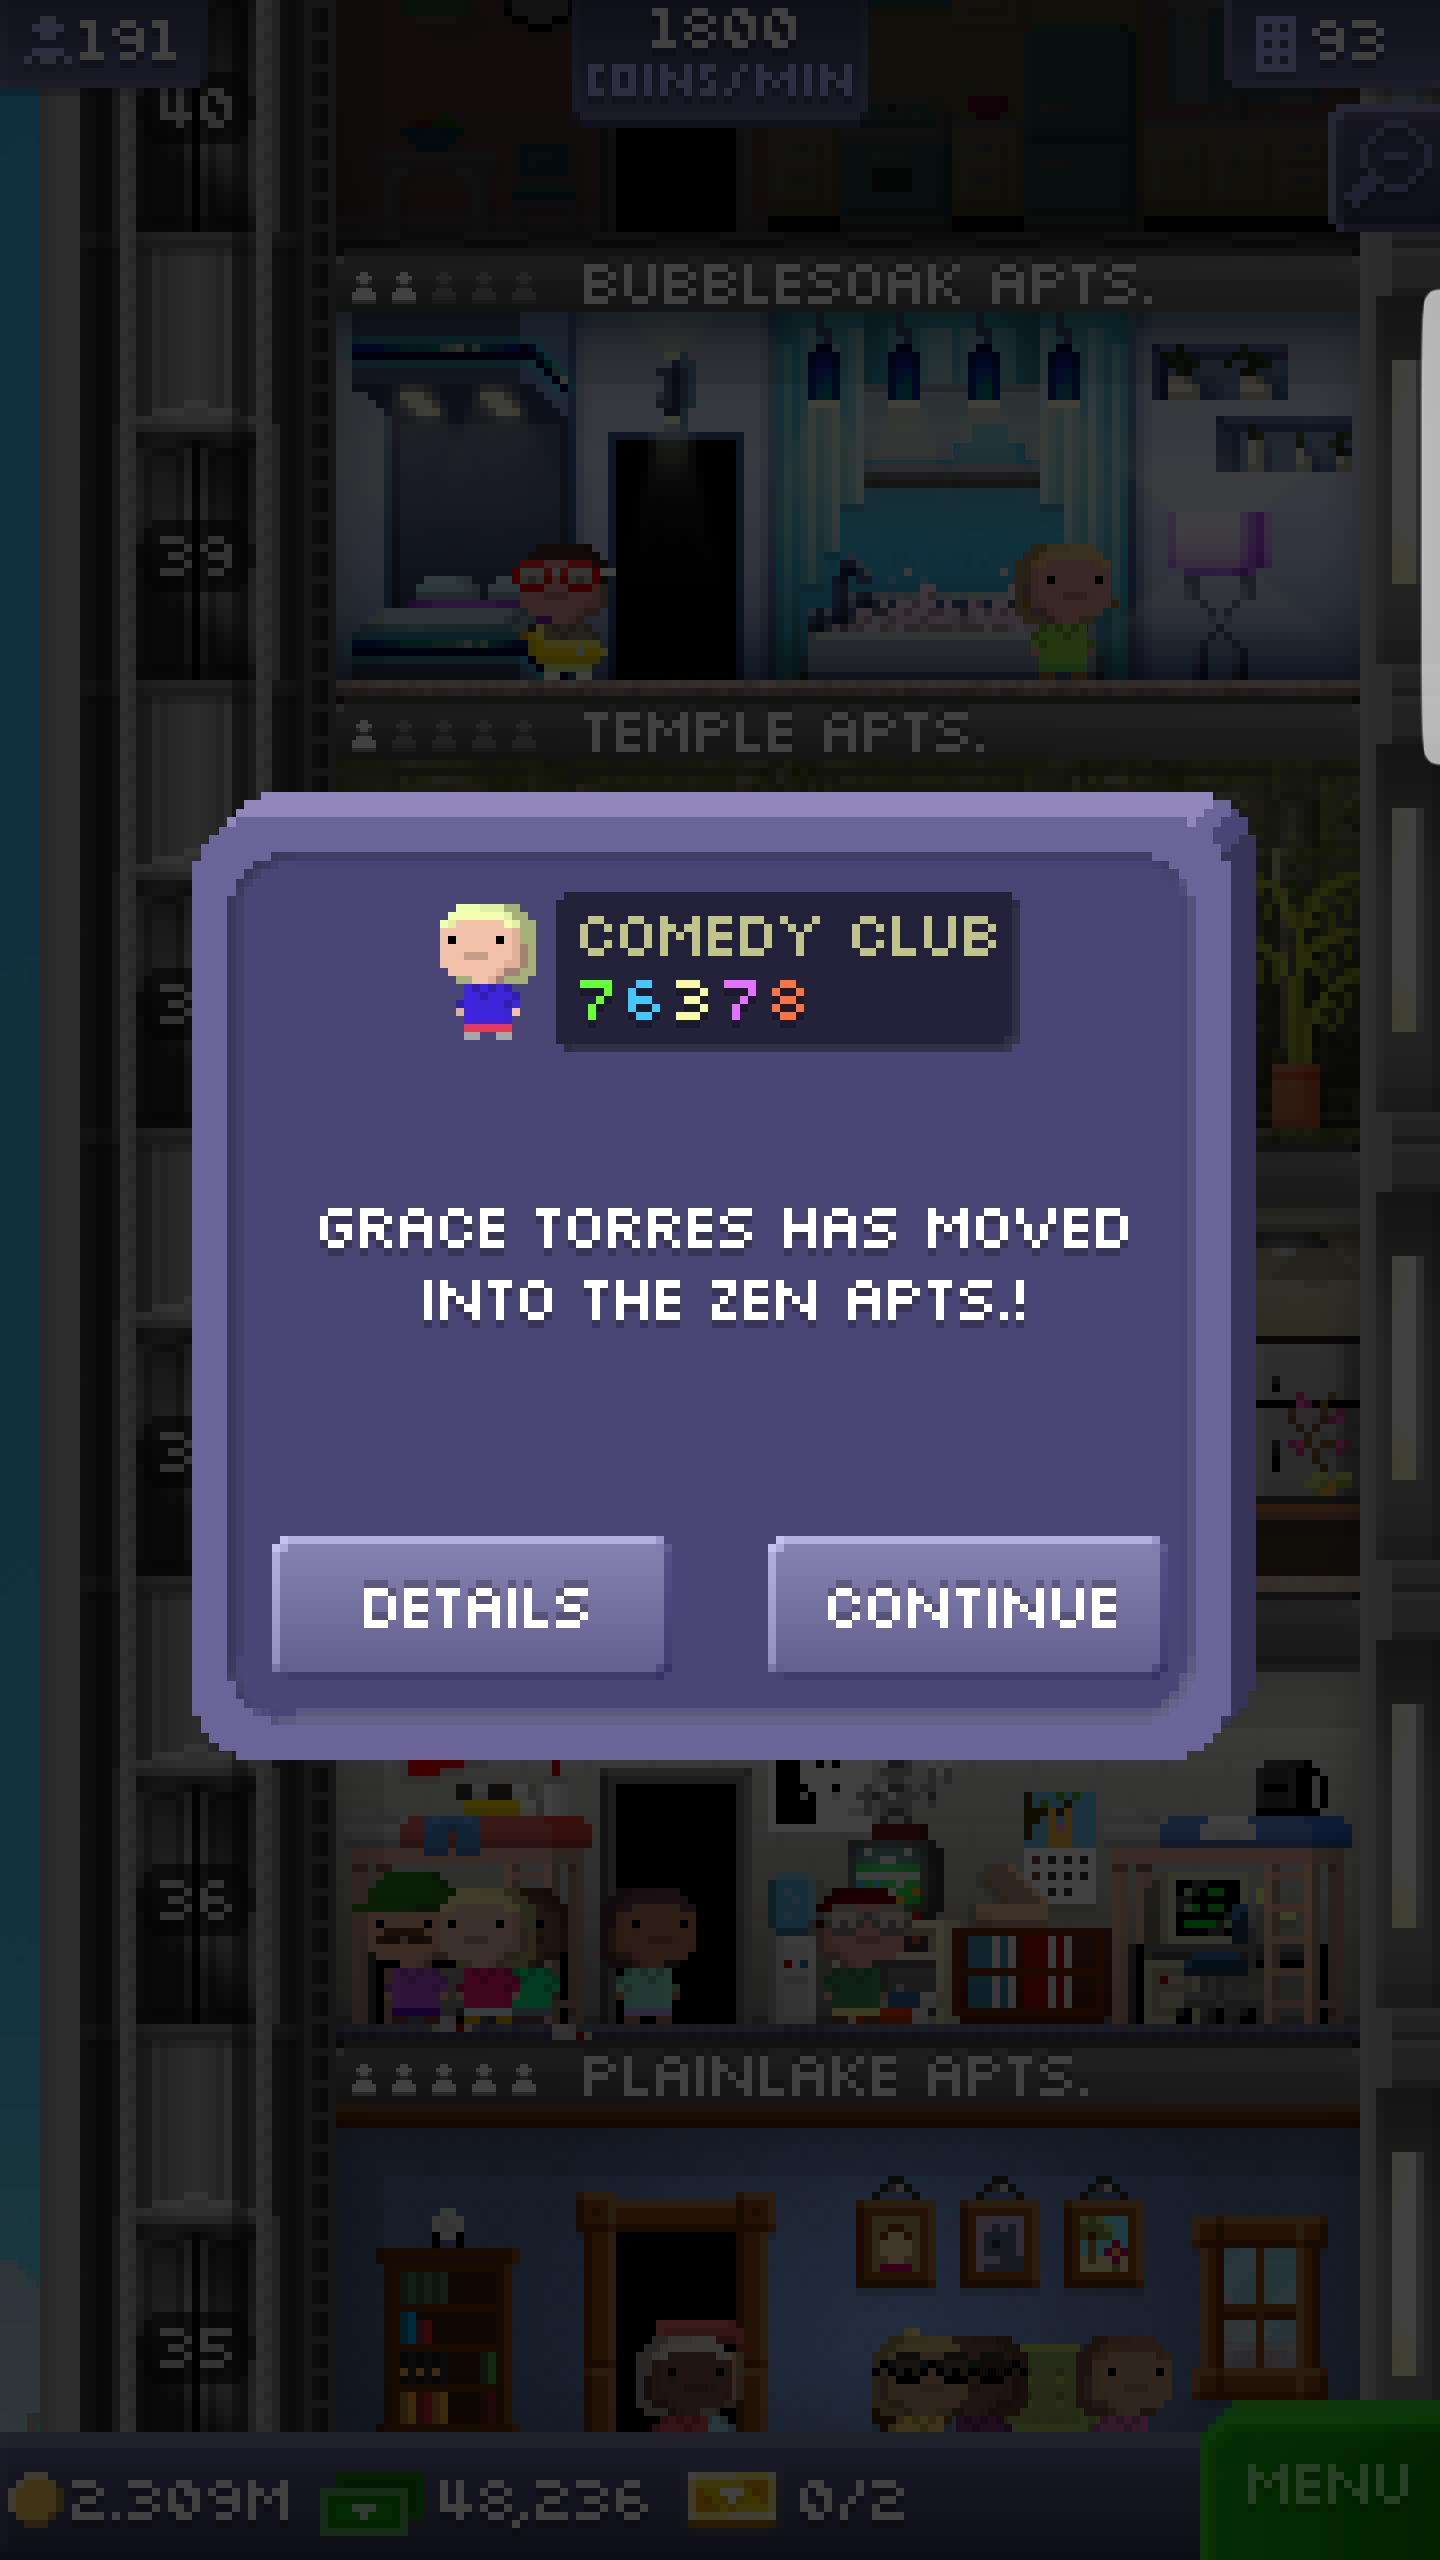 191
1800
COINS/MIN
93
40
BUBBLESOAK APTS.
39
TEMPLE APTS.
COMEDY CLUB
76378
GRACE TORRES HAS MOVED
INTO THE ZEN APTS.!
DETAILS
CONTINUE
36
PLAINLAKE APTS.
35
2.309M
48,236
0/2
MENU